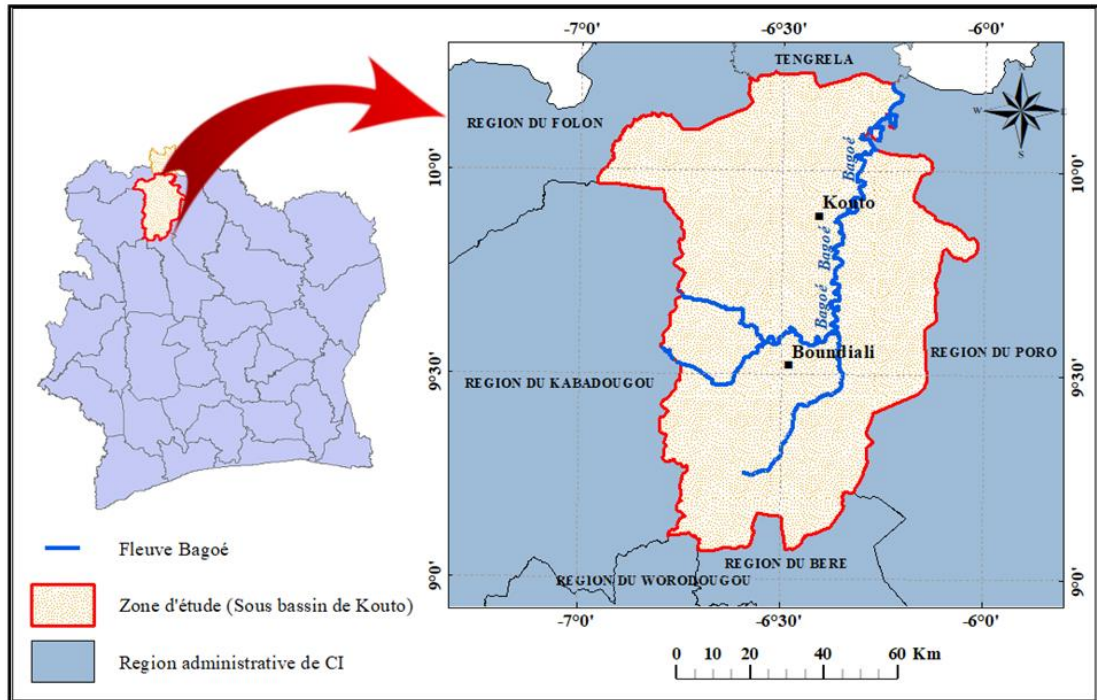 -7°0' -6°30' -6°0'
TENGRELA
N
W E
S
REGION DU FOLON
10°0' 10°0'
Bagoé
Kouto
Bagoé
Bagoé
Boundiali
REGION DU PORO
9°30' 9°30'
REGION DU KABADOUGOU
REGION DU BERE
REGION DU WORODOUGOU
9°0' 9°0'
-7°0' -6°30' -6°0'
0 5 10 20 30 40 60 Km
Fleuve Bagoé
Zone d'étude (Sous bassin de Kouto)
Region administrative de CI